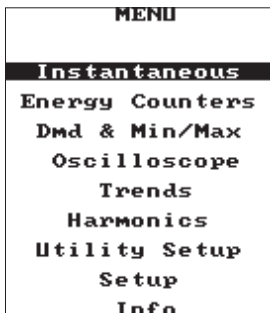 MENU
Instantaneous
Energy Counters
Dmd & Min/Max
Oscilloscope
Trends
Harmonics
Utility Setup
Setup
Info